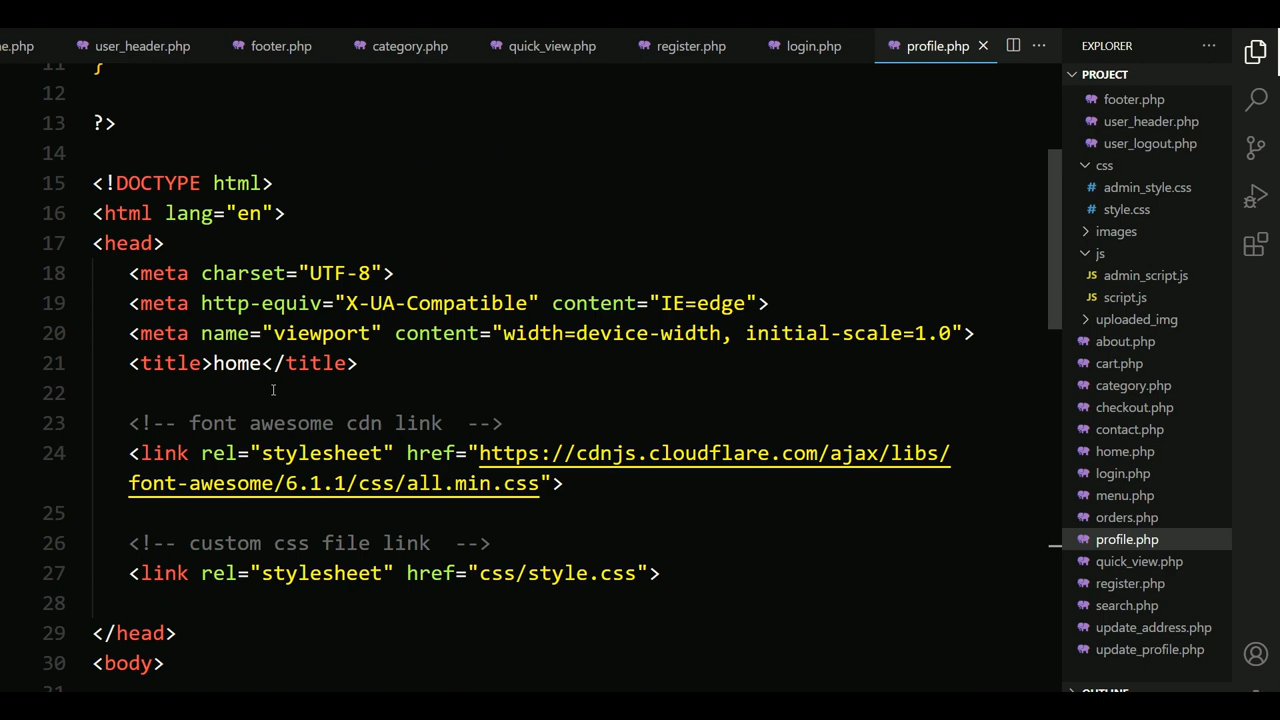 ne.php user_header.php footer.php category.php quick_view.php register.php login.php profile.php
EXPLORER
PROJECT
footer.php
user_header.php
user_logout.php
css
admin_style.css
style.css
images
js
admin_script.js
JS script.js
uploaded_img
about.php
cart.php
category.php
checkout.php
contact.php
home.php
login.php
menu.php
orders.php
profile.php
quick_view.php
register.php
search.php
update_address.php
update_profile.php
OUTLINE
11 }
12
13 ?>
14
15 <!DOCTYPE html>
16 <html lang="en">
17 <head>
18 <meta charset="UTF-8">
19 <meta http-equiv="X-UA-Compatible" content="IE=edge">
20 <meta name="viewport" content="width=device-width, initial-scale=1.0">
21 <title>home</title>
22
23 <!-- font awesome cdn link -->
24 <link rel="stylesheet" href="https://cdnjs.cloudflare.com/ajax/libs/
font-awesome/6.1.1/css/all.min.css">
25
26 <!-- custom css file link -->
27 <link rel="stylesheet" href="css/style.css">
28
29 </head>
30 <body>
31